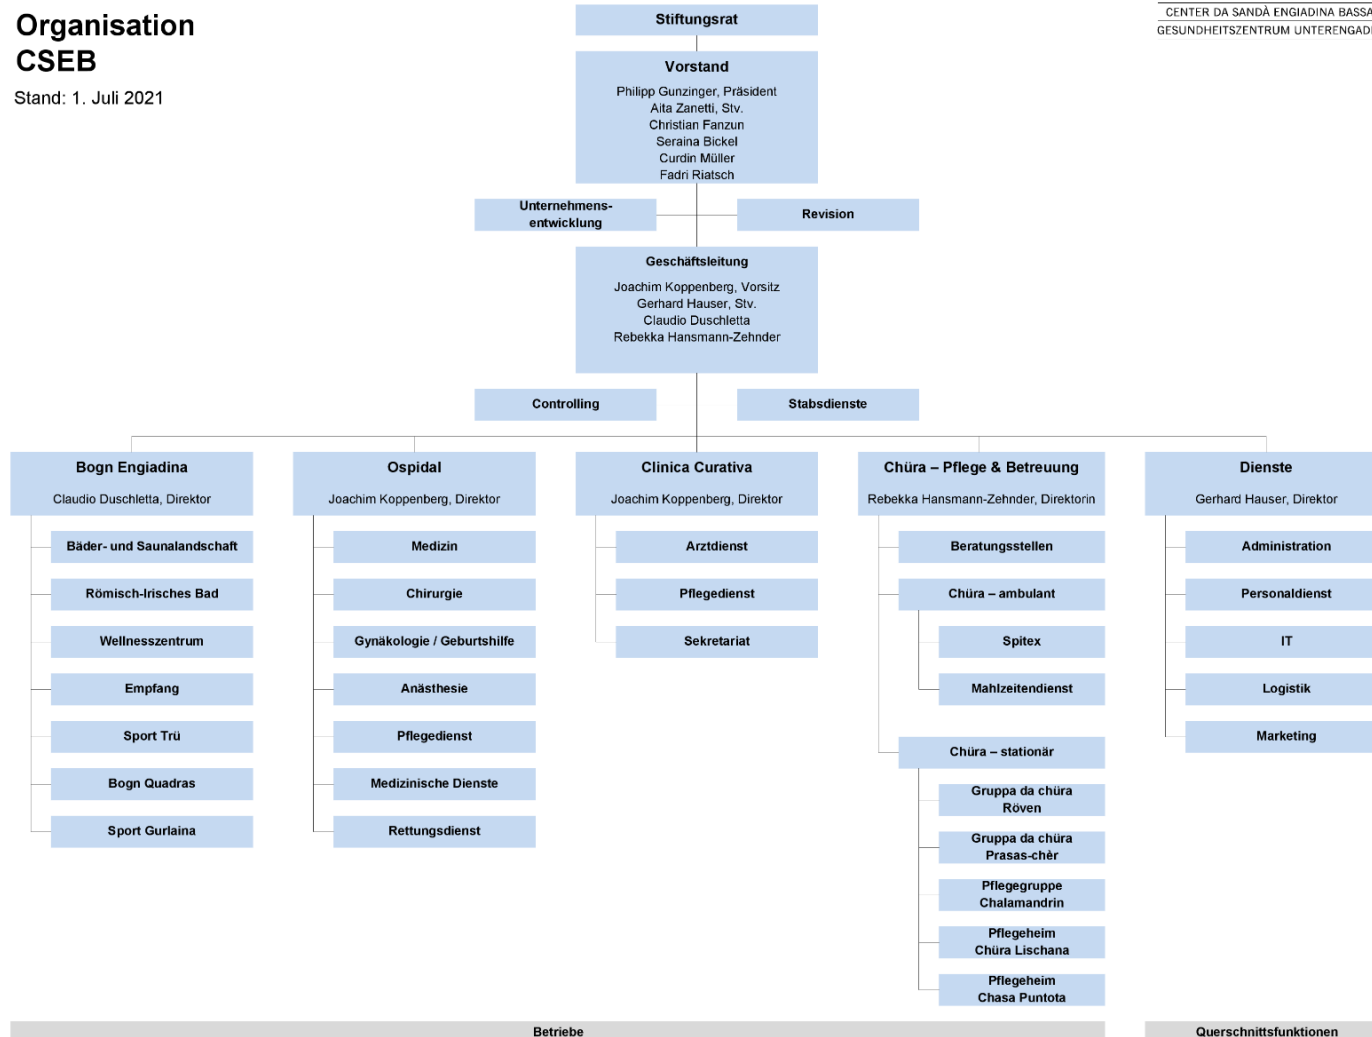 Organisation
CSEB
Stand: 1. Juli 2021
CENTER DA SANDÀ ENGIADINA BASSA
GESUNDHEITSZENTRUM UNTERENGADI
Stiftungsrat
Vorstand
Philipp Gunzinger, Präsident
Aita Zanetti, Stv.
Christian Fanzun
Seraina Bickel
Curdin Müller
Fadri Riatsch
Unternehmens-
entwicklung
Revision
Geschäftsleitung
Joachim Koppenberg, Vorsitz
Gerhard Hauser, Stv.
Claudio Duschletta
Rebekka Hansmann-Zehnder
Controlling
Stabsdienste
Bogn Engiadina
Claudio Duschletta, Direktor
Bäder- und Saunalandschaft
Römisch-Irisches Bad
Wellnesszentrum
Empfang
Sport Trü
Bogn Quadras
Sport Gurlaina
Ospidal
Joachim Koppenberg, Direktor
Medizin
Chirurgie
Gynäkologie / Geburtshilfe
Anästhesie
Pflegedienst
Medizinische Dienste
Rettungsdienst
Clinica Curativa
Joachim Koppenberg, Direktor
Arztdienst
Pflegedienst
Sekretariat
Chüra – Pflege & Betreuung
Rebekka Hansmann-Zehnder, Direktorin
Beratungsstellen
Chüra – ambulant
Spitex
Mahlzeitendienst
Chüra – stationär
Gruppa da chüra
Röven
Gruppa da chüra
Prasas-chèr
Pflegegruppe
Chalamandrin
Pflegeheim
Chüra Lischana
Pflegeheim
Chasa Puntota
Dienste
Gerhard Hauser, Direktor
Administration
Personaldienst
IT
Logistik
Marketing
Betriebe
Querschnittsfunktionen